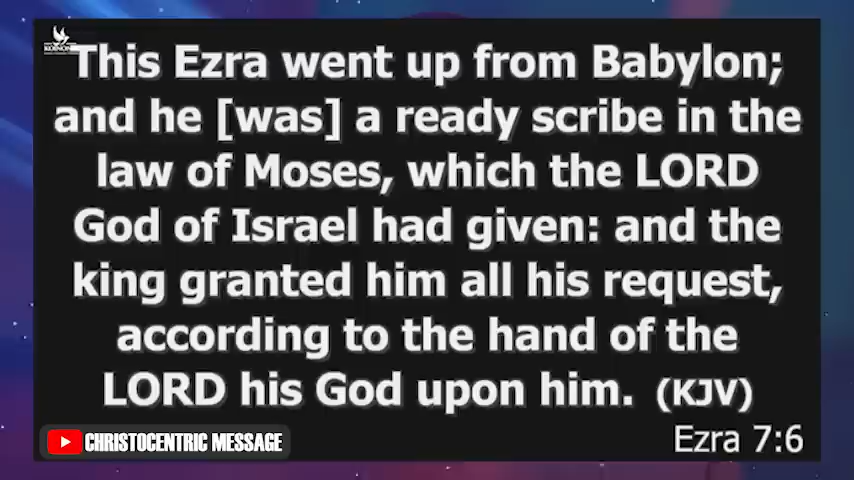 This Ezra went up from Babylon;
and he [was] a ready scribe in the
law of Moses, which the LORD
God of Israel had given: and the
king granted him all his request,
according to the hand of the
LORD his God upon him. (KJV)
Ezra 7:6
CHRISTOCENTRIC MESSAGE